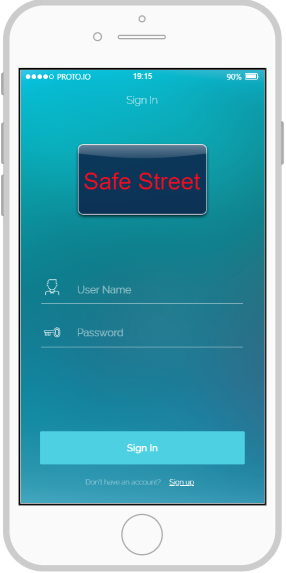 PROTO.IO 19:15 90%
Sign In
Safe Street
User Name
Password
Sign In
Don't have an account? Sign up